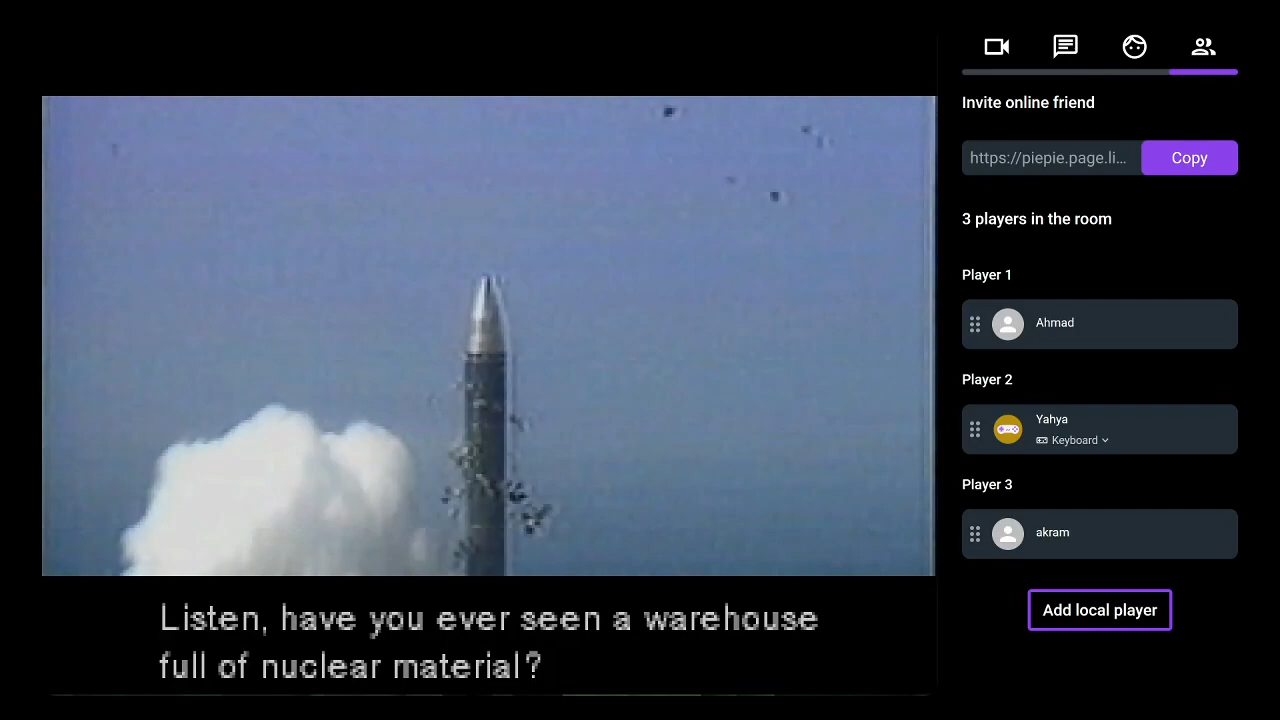 Invite online friend
https://piepie.page.li...
Copy
3 players in the room
Player 1
Ahmad
Player 2
Yahya
Keyboard
Player 3
akram
Add local player
Listen, have you ever seen a warehouse
full of nuclear material?